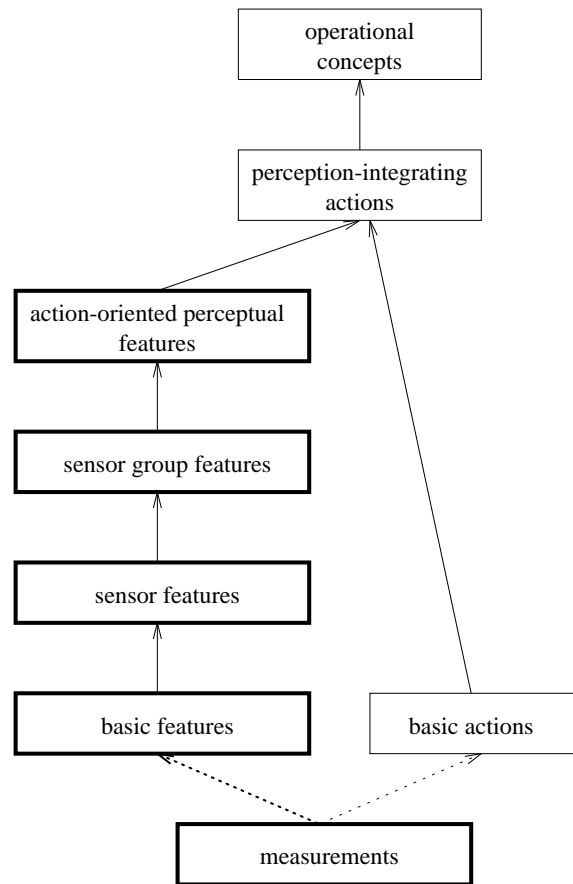 operational
concepts
perception-integrating
actions
action-oriented perceptual
features
sensor group features
sensor features
basic features
basic actions
measurements